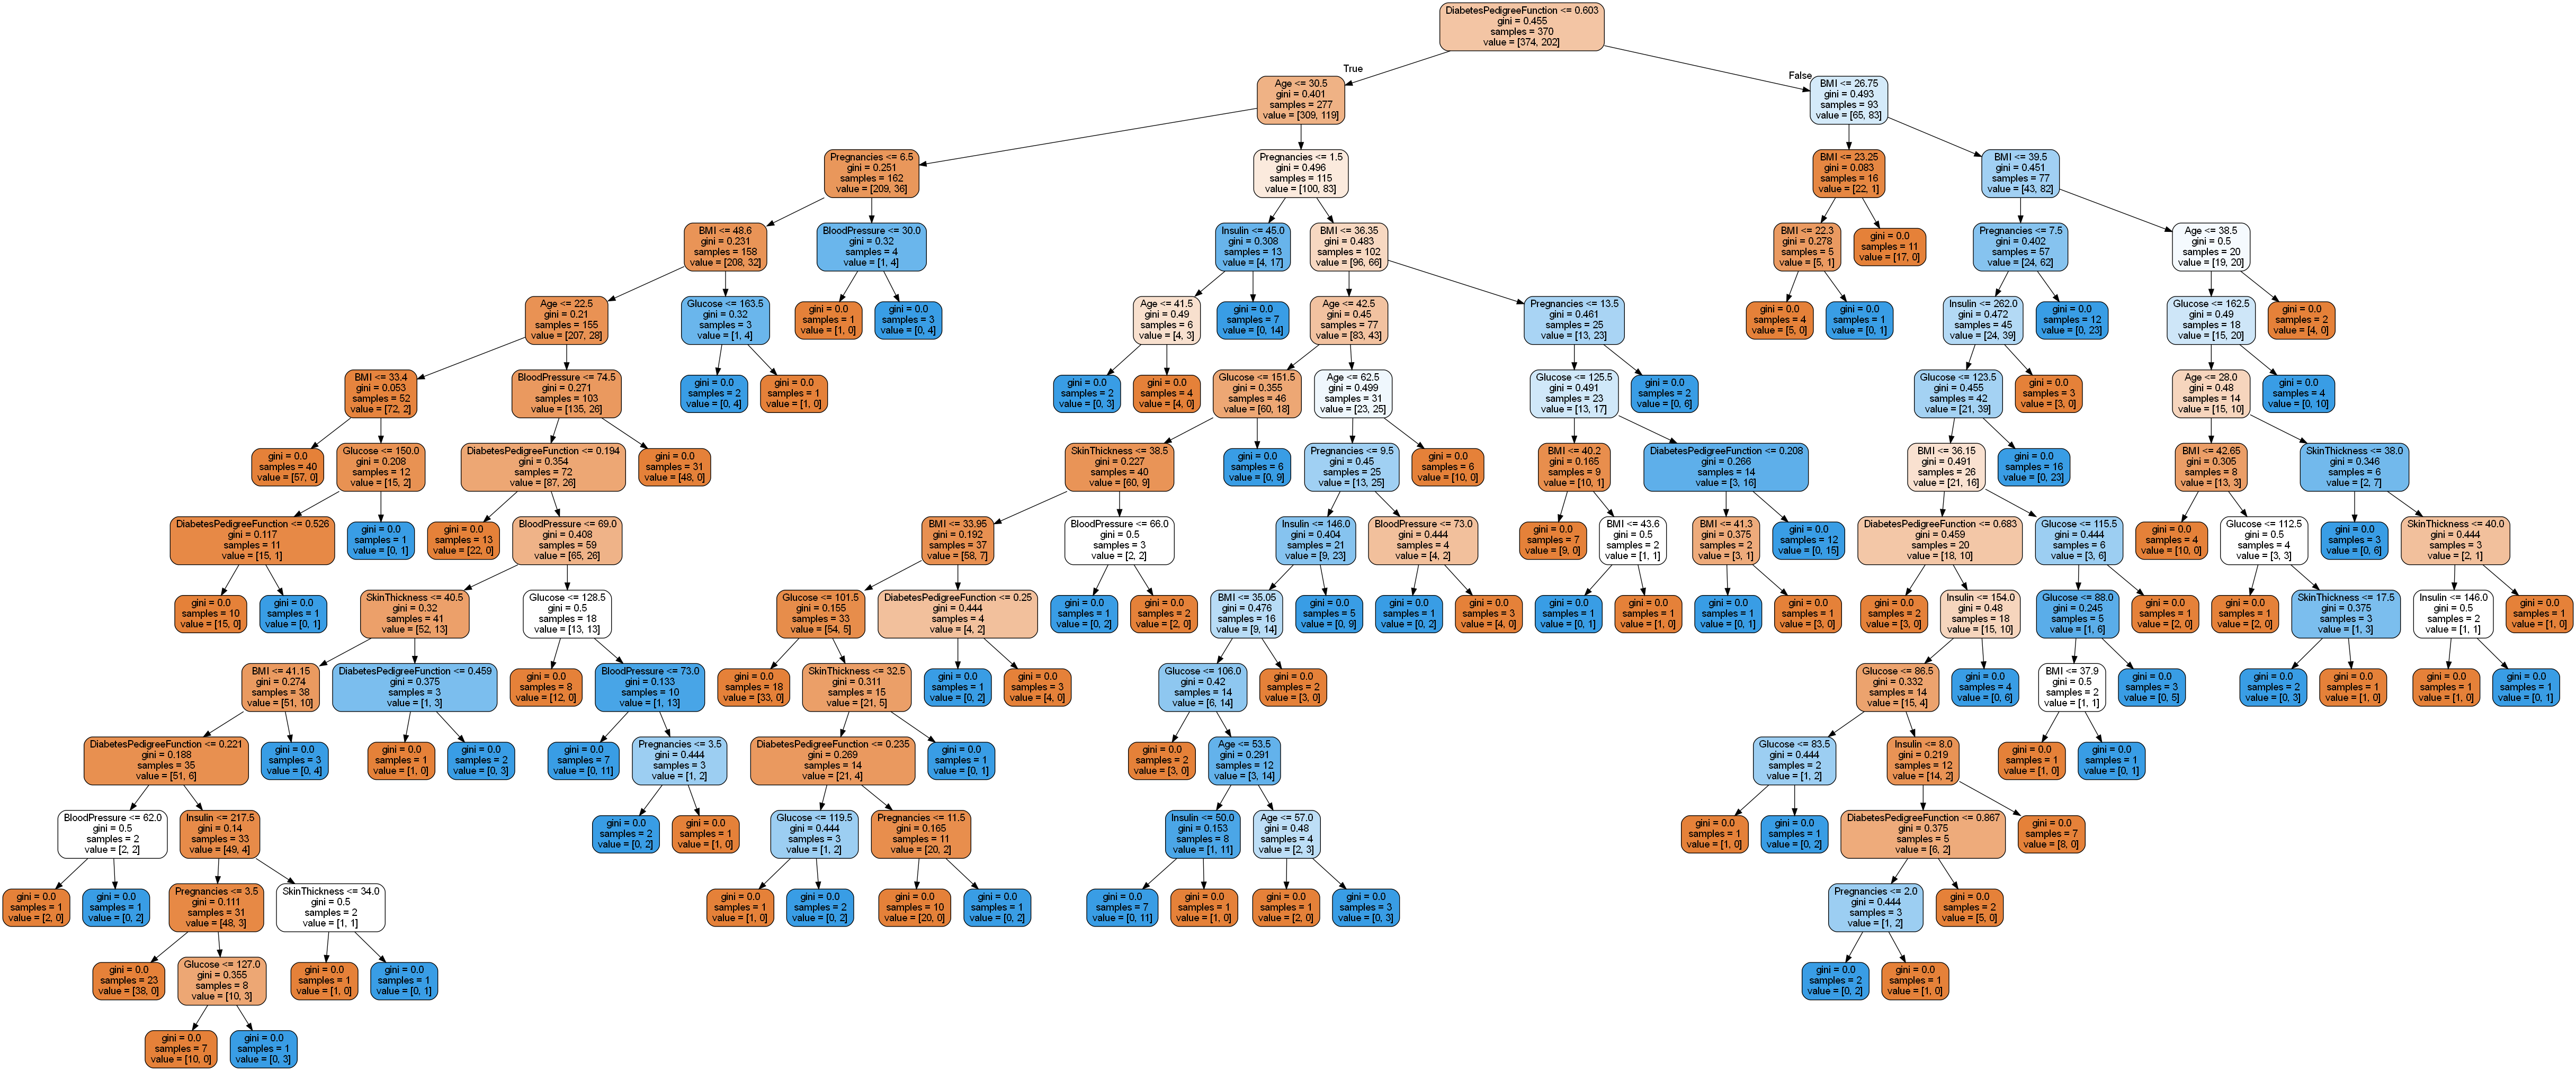 DiabetesPedigreeFunction <= 0.603
gini = 0.455
samples = 370
value = [374, 202]
True
False
Age <= 30.5
gini = 0.401
samples = 277
value = [309, 119]
BMI <= 26.75
gini = 0.493
samples = 93
value = [65, 83]
Pregnancies <= 6.5
gini = 0.251
samples = 162
value = [209, 36]
Pregnancies <= 1.5
gini = 0.496
samples = 115
value = [100, 83]
BMI <= 23.25
gini = 0.083
samples = 16
value = [22, 1]
BMI <= 39.5
gini = 0.451
samples = 77
value = [43, 82]
BMI <= 48.6
gini = 0.231
samples = 158
value = [208, 32]
BloodPressure <= 30.0
gini = 0.32
samples = 4
value = [1, 4]
Insulin <= 45.0
gini = 0.308
samples = 13
value = [4, 17]
BMI <= 36.35
gini = 0.483
samples = 102
value = [96, 66]
BMI <= 22.3
gini = 0.278
samples = 5
value = [5, 1]
gini = 0.0
samples = 11
value = [17, 0]
Pregnancies <= 7.5
gini = 0.402
samples = 57
value = [24, 62]
Age <= 38.5
gini = 0.5
samples = 20
value = [19, 20]
Age <= 22.5
gini = 0.21
samples = 155
value = [207, 28]
Glucose <= 163.5
gini = 0.32
samples = 3
value = [1, 4]
gini = 0.0
samples = 1
value = [1, 0]
gini = 0.0
samples = 3
value = [0, 4]
Age <= 41.5
gini = 0.49
samples = 6
value = [4, 3]
gini = 0.0
samples = 7
value = [0, 14]
Age <= 42.5
gini = 0.45
samples = 77
value = [83, 43]
Pregnancies <= 13.5
gini = 0.461
samples = 25
value = [13, 23]
gini = 0.0
samples = 4
value = [5, 0]
gini = 0.0
samples = 1
value = [0, 1]
Insulin <= 262.0
gini = 0.472
samples = 45
value = [24, 39]
gini = 0.0
samples = 12
value = [0, 23]
Glucose <= 162.5
gini = 0.49
samples = 18
value = [15, 20]
gini = 0.0
samples = 2
value = [4, 0]
BMI <= 33.4
gini = 0.053
samples = 52
value = [72, 2]
BloodPressure <= 74.5
gini = 0.271
samples = 103
value = [135, 26]
gini = 0.0
samples = 2
value = [0, 4]
gini = 0.0
samples = 1
value = [1, 0]
gini = 0.0
samples = 2
value = [0, 3]
gini = 0.0
samples = 4
value = [4, 0]
Glucose <= 151.5
gini = 0.355
samples = 46
value = [60, 18]
Age <= 62.5
gini = 0.499
samples = 31
value = [23, 25]
Glucose <= 125.5
gini = 0.491
samples = 23
value = [13, 17]
gini = 0.0
samples = 2
value = [0, 6]
Glucose <= 123.5
gini = 0.455
samples = 42
value = [21, 39]
gini = 0.0
samples = 3
value = [3, 0]
Age <= 28.0
gini = 0.48
samples = 14
value = [15, 10]
gini = 0.0
samples = 4
value = [0, 10]
gini = 0.0
samples = 40
value = [57, 0]
Glucose <= 150.0
gini = 0.208
samples = 12
value = [15, 2]
DiabetesPedigreeFunction <= 0.194
gini = 0.354
samples = 72
value = [87, 26]
gini = 0.0
samples = 31
value = [48, 0]
SkinThickness <= 38.5
gini = 0.227
samples = 40
value = [60, 9]
gini = 0.0
samples = 6
value = [0, 9]
Pregnancies <= 9.5
gini = 0.45
samples = 25
value = [13, 25]
gini = 0.0
samples = 6
value = [10, 0]
BMI <= 40.2
gini = 0.165
samples = 9
value = [10, 1]
DiabetesPedigreeFunction <= 0.208
gini = 0.266
samples = 14
value = [3, 16]
BMI <= 36.15
gini = 0.491
samples = 26
value = [21, 16]
gini = 0.0
samples = 16
value = [0, 23]
BMI <= 42.65
gini = 0.305
samples = 8
value = [13, 3]
SkinThickness <= 38.0
gini = 0.346
samples = 6
value = [2, 7]
DiabetesPedigreeFunction <= 0.526
gini = 0.117
samples = 11
value = [15, 1]
gini = 0.0
samples = 1
value = [0, 1]
gini = 0.0
samples = 13
value = [22, 0]
BloodPressure <= 69.0
gini = 0.408
samples = 59
value = [65, 26]
BMI <= 33.95
gini = 0.192
samples = 37
value = [58, 7]
BloodPressure <= 66.0
gini = 0.5
samples = 3
value = [2, 2]
Insulin <= 146.0
gini = 0.404
samples = 21
value = [9, 23]
BloodPressure <= 73.0
gini = 0.444
samples = 4
value = [4, 2]
gini = 0.0
samples = 7
value = [9, 0]
BMI <= 43.6
gini = 0.5
samples = 2
value = [1, 1]
BMI <= 41.3
gini = 0.375
samples = 2
value = [3, 1]
gini = 0.0
samples = 12
value = [0, 15]
DiabetesPedigreeFunction <= 0.683
gini = 0.459
samples = 20
value = [18, 10]
Glucose <= 115.5
gini = 0.444
samples = 6
value = [3, 6]
gini = 0.0
samples = 4
value = [10, 0]
Glucose <= 112.5
gini = 0.5
samples = 4
value = [3, 3]
gini = 0.0
samples = 3
value = [0, 6]
SkinThickness <= 40.0
gini = 0.444
samples = 3
value = [2, 1]
gini = 0.0
samples = 10
value = [15, 0]
gini = 0.0
samples = 1
value = [0, 1]
SkinThickness <= 40.5
gini = 0.32
samples = 41
value = [52, 13]
Glucose <= 128.5
gini = 0.5
samples = 18
value = [13, 13]
Glucose <= 101.5
gini = 0.155
samples = 33
value = [54, 5]
DiabetesPedigreeFunction <= 0.25
gini = 0.444
samples = 4
value = [4, 2]
gini = 0.0
samples = 1
value = [0, 2]
gini = 0.0
samples = 2
value = [2, 0]
BMI <= 35.05
gini = 0.476
samples = 16
value = [9, 14]
gini = 0.0
samples = 5
value = [0, 9]
gini = 0.0
samples = 1
value = [0, 2]
gini = 0.0
samples = 3
value = [4, 0]
gini = 0.0
samples = 1
value = [0, 1]
gini = 0.0
samples = 1
value = [1, 0]
gini = 0.0
samples = 1
value = [0, 1]
gini = 0.0
samples = 1
value = [3, 0]
gini = 0.0
samples = 2
value = [3, 0]
Insulin <= 154.0
gini = 0.48
samples = 18
value = [15, 10]
Glucose <= 88.0
gini = 0.245
samples = 5
value = [1, 6]
gini = 0.0
samples = 1
value = [2, 0]
gini = 0.0
samples = 1
value = [2, 0]
SkinThickness <= 17.5
gini = 0.375
samples = 3
value = [1, 3]
Insulin <= 146.0
gini = 0.5
samples = 2
value = [1, 1]
gini = 0.0
samples = 1
value = [1, 0]
BMI <= 41.15
gini = 0.274
samples = 38
value = [51, 10]
DiabetesPedigreeFunction <= 0.459
gini = 0.375
samples = 3
value = [1, 3]
gini = 0.0
samples = 8
value = [12, 0]
BloodPressure <= 73.0
gini = 0.133
samples = 10
value = [1, 13]
gini = 0.0
samples = 18
value = [33, 0]
SkinThickness <= 32.5
gini = 0.311
samples = 15
value = [21, 5]
gini = 0.0
samples = 1
value = [0, 2]
gini = 0.0
samples = 3
value = [4, 0]
Glucose <= 106.0
gini = 0.42
samples = 14
value = [6, 14]
gini = 0.0
samples = 2
value = [3, 0]
Glucose <= 86.5
gini = 0.332
samples = 14
value = [15, 4]
gini = 0.0
samples = 4
value = [0, 6]
BMI <= 37.9
gini = 0.5
samples = 2
value = [1, 1]
gini = 0.0
samples = 3
value = [0, 5]
gini = 0.0
samples = 2
value = [0, 3]
gini = 0.0
samples = 1
value = [1, 0]
gini = 0.0
samples = 1
value = [1, 0]
gini = 0.0
samples = 1
value = [0, 1]
DiabetesPedigreeFunction <= 0.221
gini = 0.188
samples = 35
value = [51, 6]
gini = 0.0
samples = 3
value = [0, 4]
gini = 0.0
samples = 1
value = [1, 0]
gini = 0.0
samples = 2
value = [0, 3]
gini = 0.0
samples = 7
value = [0, 11]
Pregnancies <= 3.5
gini = 0.444
samples = 3
value = [1, 2]
DiabetesPedigreeFunction <= 0.235
gini = 0.269
samples = 14
value = [21, 4]
gini = 0.0
samples = 1
value = [0, 1]
gini = 0.0
samples = 2
value = [3, 0]
Age <= 53.5
gini = 0.291
samples = 12
value = [3, 14]
Glucose <= 83.5
gini = 0.444
samples = 2
value = [1, 2]
Insulin <= 8.0
gini = 0.219
samples = 12
value = [14, 2]
gini = 0.0
samples = 1
value = [1, 0]
gini = 0.0
samples = 1
value = [0, 1]
BloodPressure <= 62.0
gini = 0.5
samples = 2
value = [2, 2]
Insulin <= 217.5
gini = 0.14
samples = 33
value = [49, 4]
gini = 0.0
samples = 2
value = [0, 2]
gini = 0.0
samples = 1
value = [1, 0]
Glucose <= 119.5
gini = 0.444
samples = 3
value = [1, 2]
Pregnancies <= 11.5
gini = 0.165
samples = 11
value = [20, 2]
Insulin <= 50.0
gini = 0.153
samples = 8
value = [1, 11]
Age <= 57.0
gini = 0.48
samples = 4
value = [2, 3]
gini = 0.0
samples = 1
value = [1, 0]
gini = 0.0
samples = 1
value = [0, 2]
DiabetesPedigreeFunction <= 0.867
gini = 0.375
samples = 5
value = [6, 2]
gini = 0.0
samples = 7
value = [8, 0]
gini = 0.0
samples = 1
value = [2, 0]
gini = 0.0
samples = 1
value = [0, 2]
Pregnancies <= 3.5
gini = 0.111
samples = 31
value = [48, 3]
SkinThickness <= 34.0
gini = 0.5
samples = 2
value = [1, 1]
gini = 0.0
samples = 1
value = [1, 0]
gini = 0.0
samples = 2
value = [0, 2]
gini = 0.0
samples = 10
value = [20, 0]
gini = 0.0
samples = 1
value = [0, 2]
gini = 0.0
samples = 7
value = [0, 11]
gini = 0.0
samples = 1
value = [1, 0]
gini = 0.0
samples = 1
value = [2, 0]
gini = 0.0
samples = 3
value = [0, 3]
Pregnancies <= 2.0
gini = 0.444
samples = 3
value = [1, 2]
gini = 0.0
samples = 2
value = [5, 0]
gini = 0.0
samples = 23
value = [38, 0]
Glucose <= 127.0
gini = 0.355
samples = 8
value = [10, 3]
gini = 0.0
samples = 1
value = [1, 0]
gini = 0.0
samples = 1
value = [0, 1]
gini = 0.0
samples = 2
value = [0, 2]
gini = 0.0
samples = 1
value = [1, 0]
gini = 0.0
samples = 7
value = [10, 0]
gini = 0.0
samples = 1
value = [0, 3]